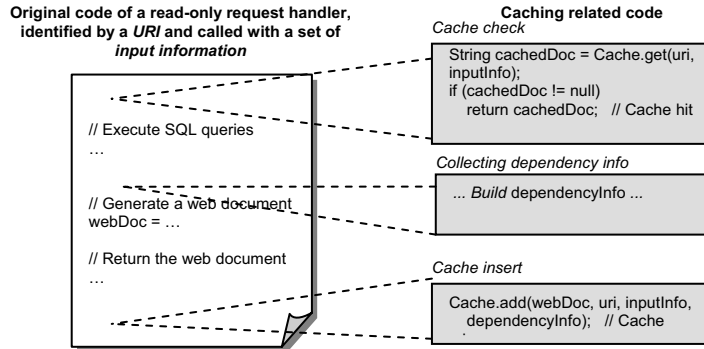 Original code of a read-only request handler,
identified by a URI and called with a set of
input information
// Execute SQL queries
…
// Generate a web document
webDoc = …
// Return the web document
…
Caching related code
Cache check
String cachedDoc = Cache.get(uri,
inputInfo);
if (cachedDoc != null)
return cachedDoc; // Cache hit
Collecting dependency info
... Build dependencyInfo ...
Cache insert
Cache.add(webDoc, uri, inputInfo,
dependencyInfo); // Cache